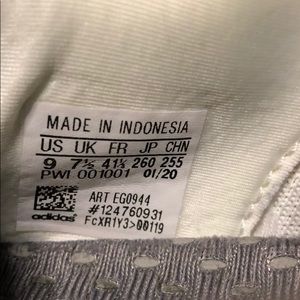 MADE IN INDONESIA
US UK FR JP CHN
9 7½ 41⅓ 260 255
PWI 001001 01/20
ART EG0944
#124760931
FcXR1Y3>00119
adidas